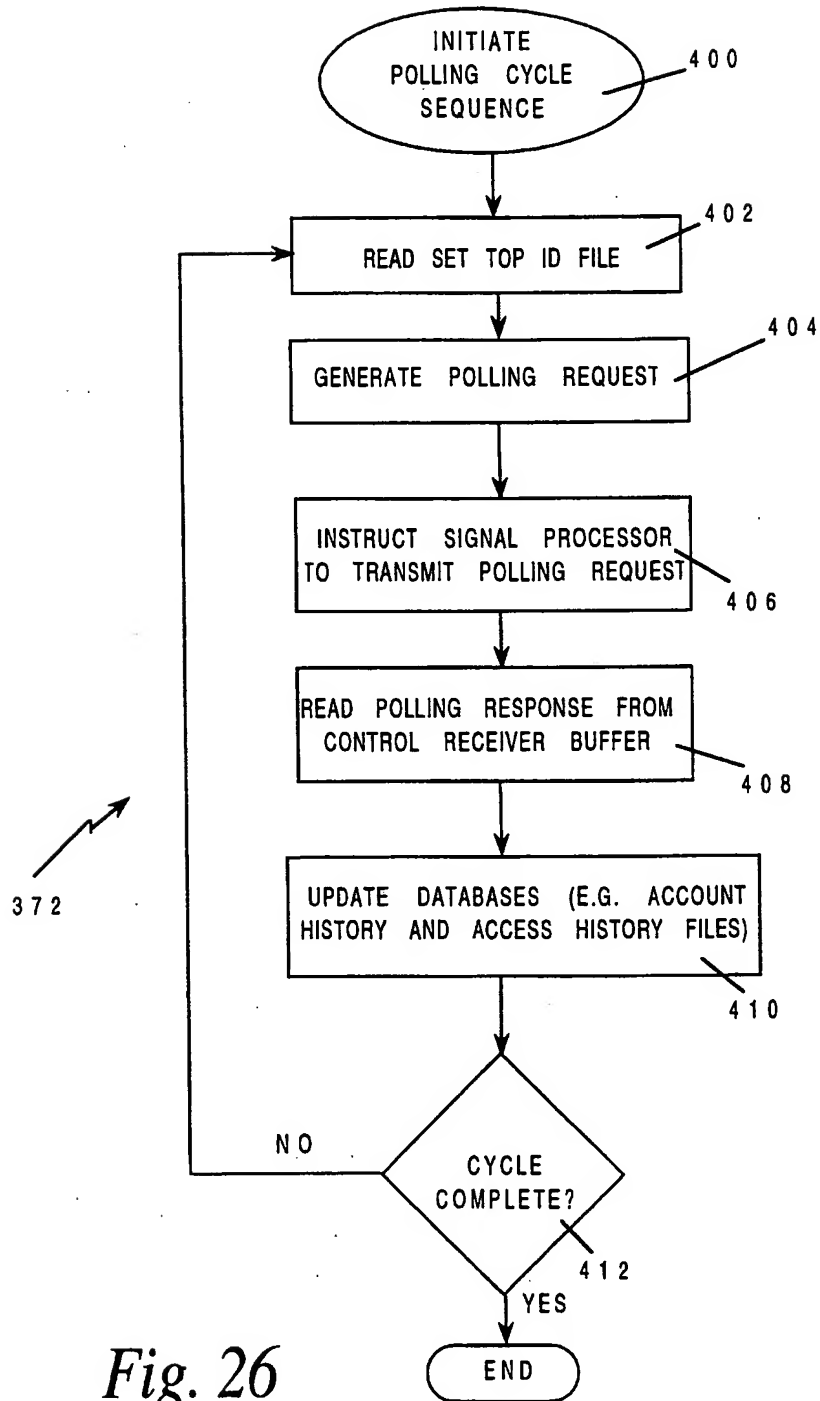 INITIATE
POLLING CYCLE
SEQUENCE
400
402
READ SET TOP ID FILE
404
GENERATE POLLING REQUEST
INSTRUCT SIGNAL PROCESSOR
TO TRANSMIT POLLING REQUEST
406
READ POLLING RESPONSE FROM
CONTROL RECEIVER BUFFER
408
372
UPDATE DATABASES (E.G. ACCOUNT
HISTORY AND ACCESS HISTORY FILES)
410
NO
CYCLE
COMPLETE?
412
YES
END
Fig. 26